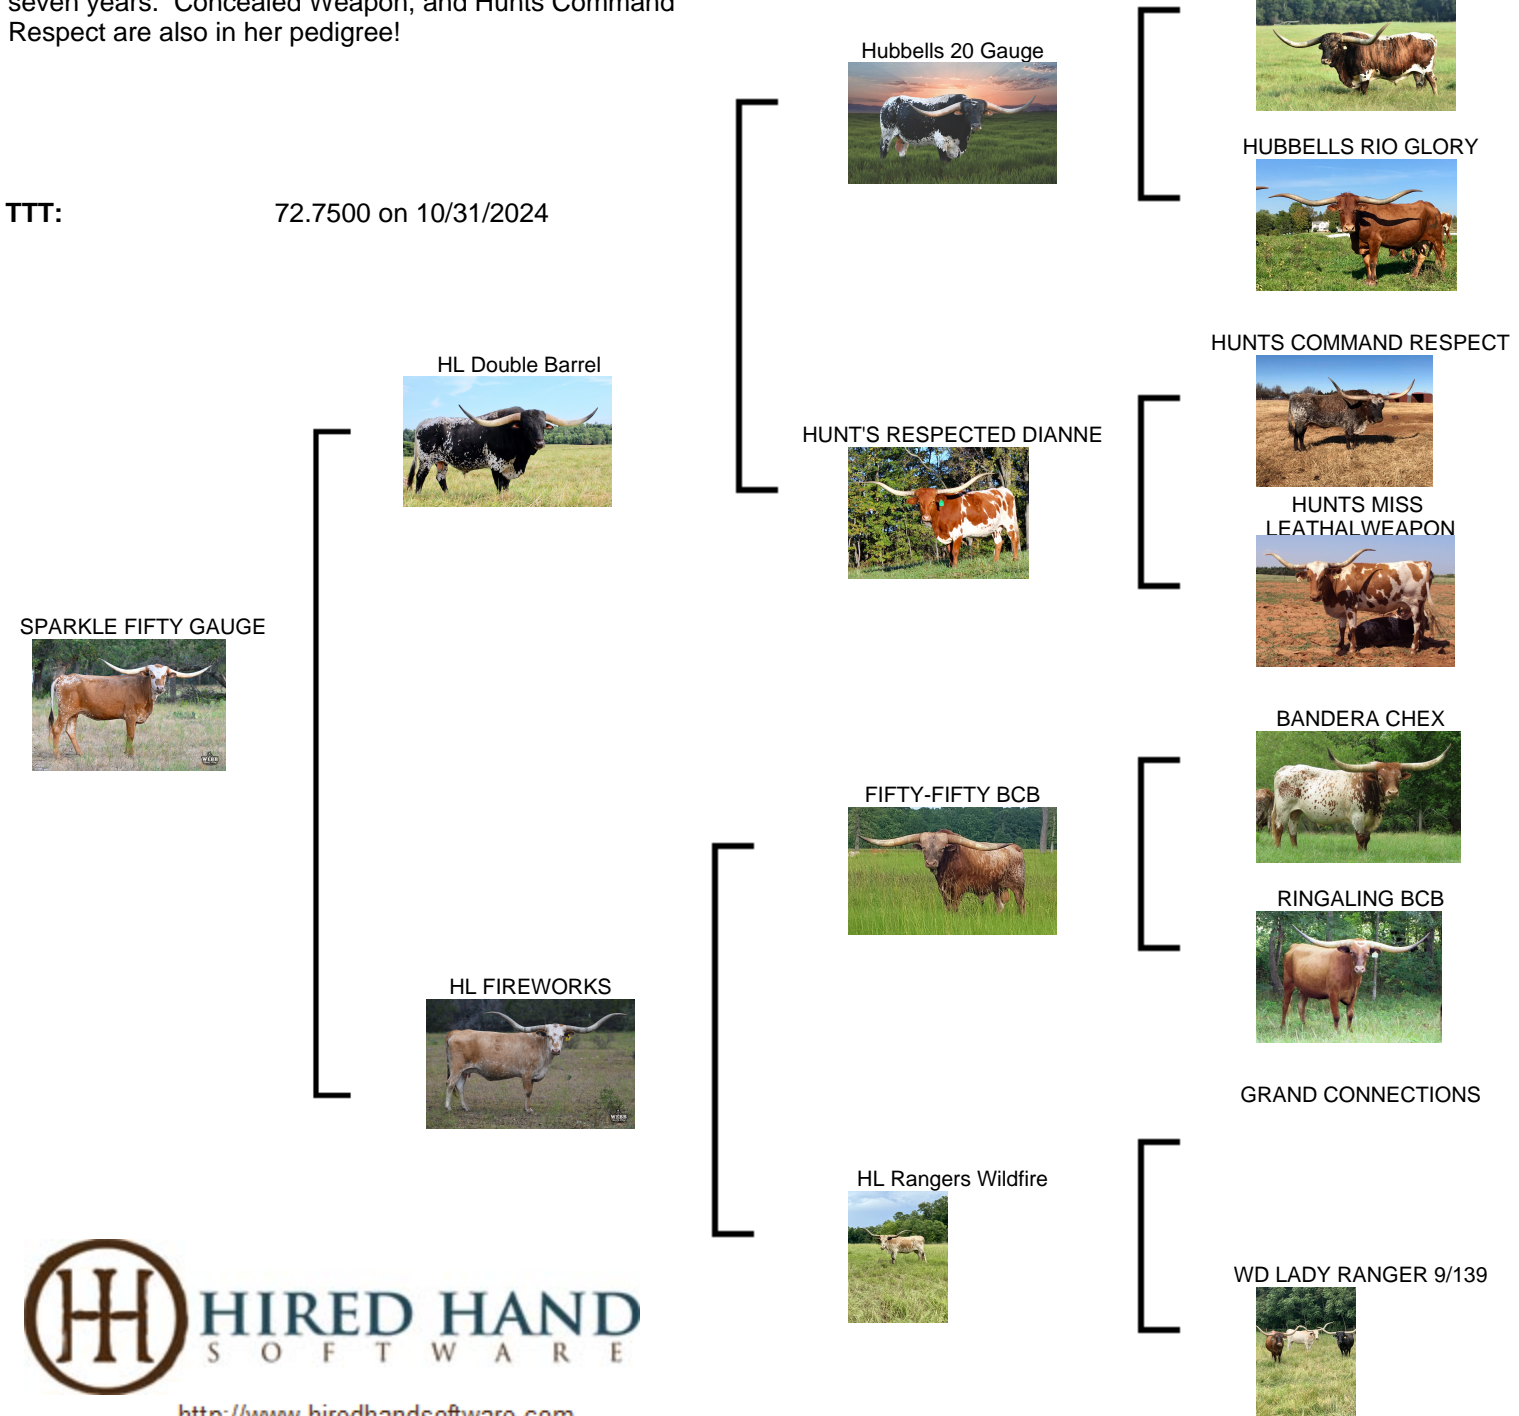 seven years. Concealed Weapon, and Hunts Command
Respect are also in her pedigree!
Hubbells 20 Gauge
HUBBELLS RIO GLORY
TTT: 72.7500 on 10/31/2024
HUNTS COMMAND RESPECT
HL Double Barrel
HUNT'S RESPECTED DIANNE
HUNTS MISS
LEATHALWEAPON
SPARKLE FIFTY GAUGE
WEBB
BANDERA CHEX
FIFTY-FIFTY BCB
RINGALING BCB
HL FIREWORKS
WEBB
GRAND CONNECTIONS
HL Rangers Wildfire
WD LADY RANGER 9/139
HIRED HAND
SOFTWARE
http://www.hiredhandsoftware.com